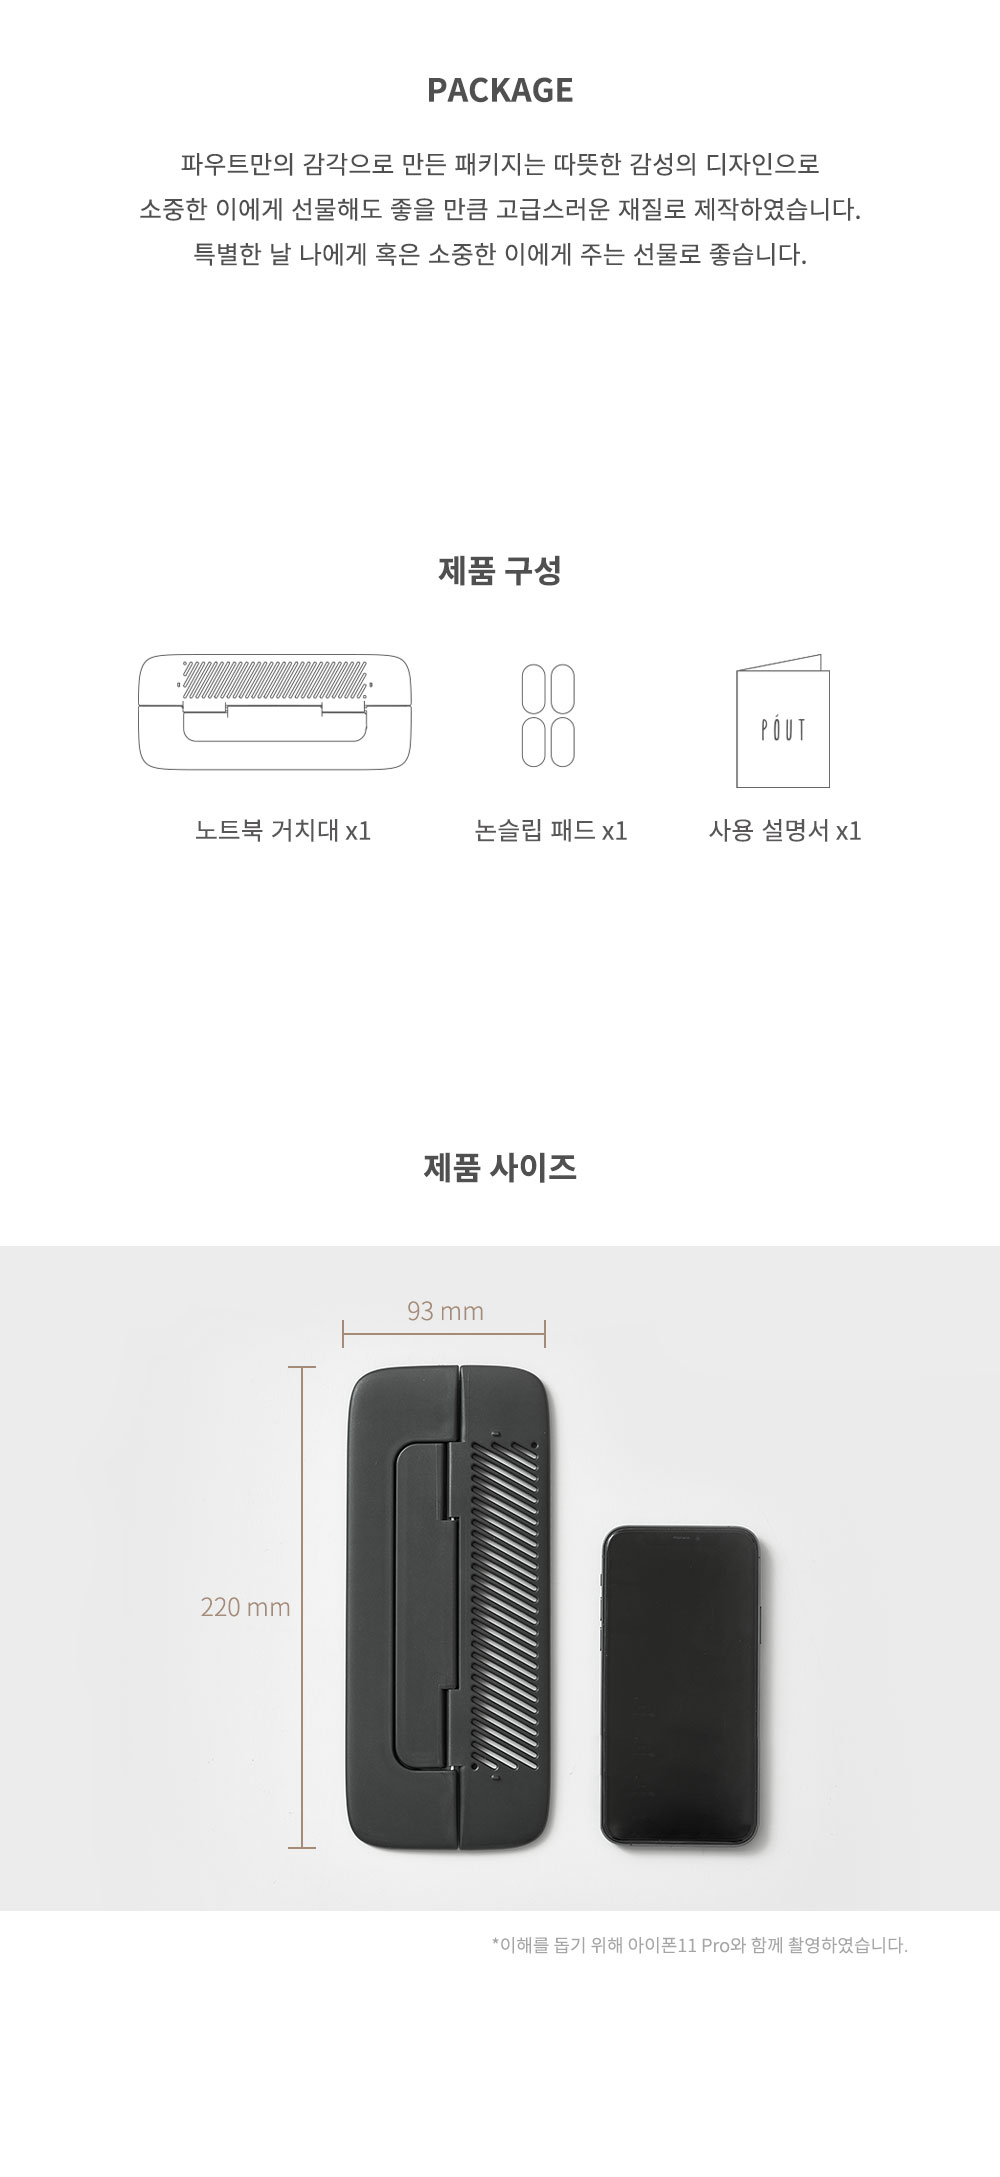 PACKAGE
파우트만의 감각으로 만든 패키지는 따뜻한 감성의 디자인으로
소중한 이에게 선물해도 좋을 만큼 고급스러운 재질로 제작하였습니다.
특별한 날 나에게 혹은 소중한 이에게 주는 선물로 좋습니다.
제품 구성
PÓUT
노트북 거치대 x1
논슬립 패드 x1
사용 설명서 x1
제품 사이즈
93 mm
220 mm
*이해를 돕기 위해 아이폰11 Pro와 함께 촬영하였습니다.